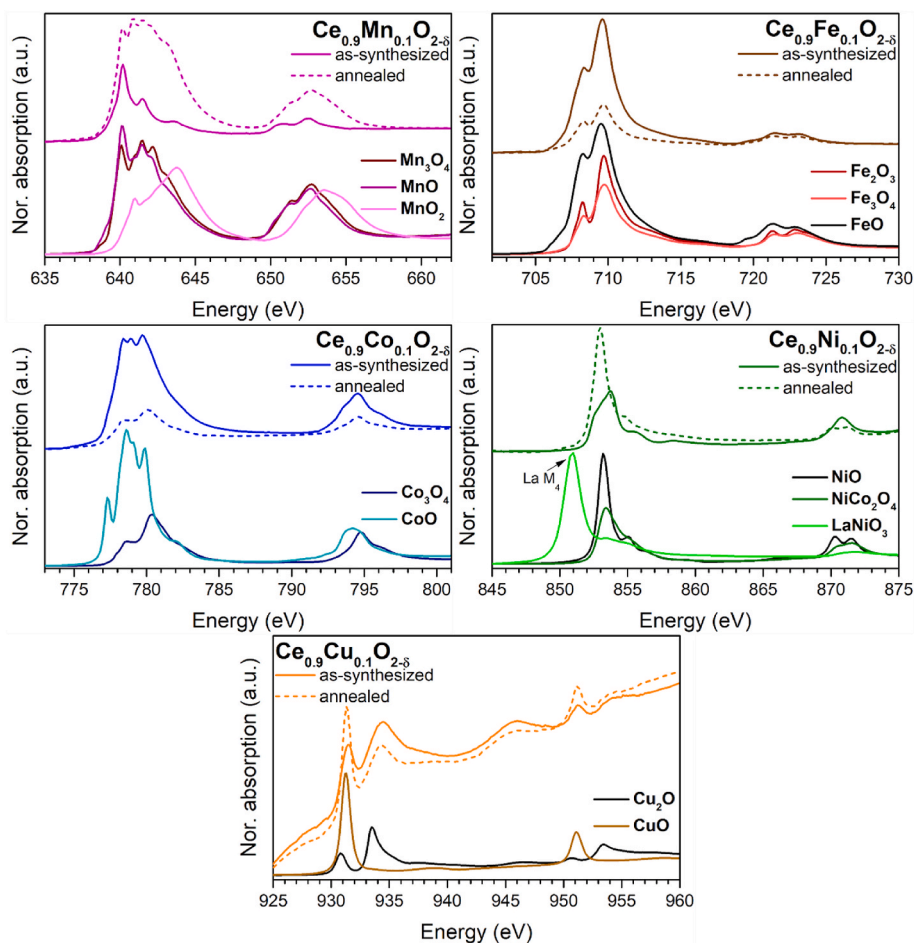 Ce0.9Mn0.1O2-δ
as-synthesized
annealed
Mn3O4
MnO
MnO2
Nor. absorption (a.u.)
635 640 645 650 655 660
Energy (eV)
Ce0.9Fe0.1O2-δ
as-synthesized
annealed
Fe2O3
Fe3O4
FeO
Nor. absorption (a.u.)
705 710 715 720 725 730
Energy (eV)
Ce0.9Co0.1O2-δ
as-synthesized
annealed
Co3O4
CoO
Nor. absorption (a.u.)
775 780 785 790 795 800
Energy (eV)
Ce0.9Ni0.1O2-δ
as-synthesized
annealed
La M4
NiO
NiCo2O4
LaNiO3
Nor. absorption (a.u.)
845 850 855 860 865 870 875
Energy (eV)
Ce0.9Cu0.1O2-δ
as-synthesized
annealed
Cu2O
CuO
Nor. absorption (a.u.)
925 930 935 940 945 950 955 960
Energy (eV)